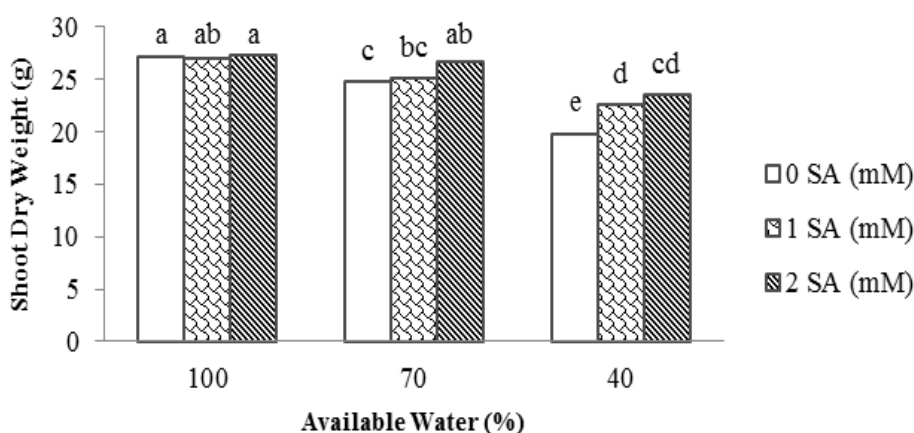 Shoot Dry Weight (g)
30
25
20
15
10
5
0
a ab a
c bc ab
e d cd
100 70 40
Available Water (%)
0 SA (mM)
1 SA (mM)
2 SA (mM)